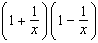 (1 + 1/x)(1 − 1/x)